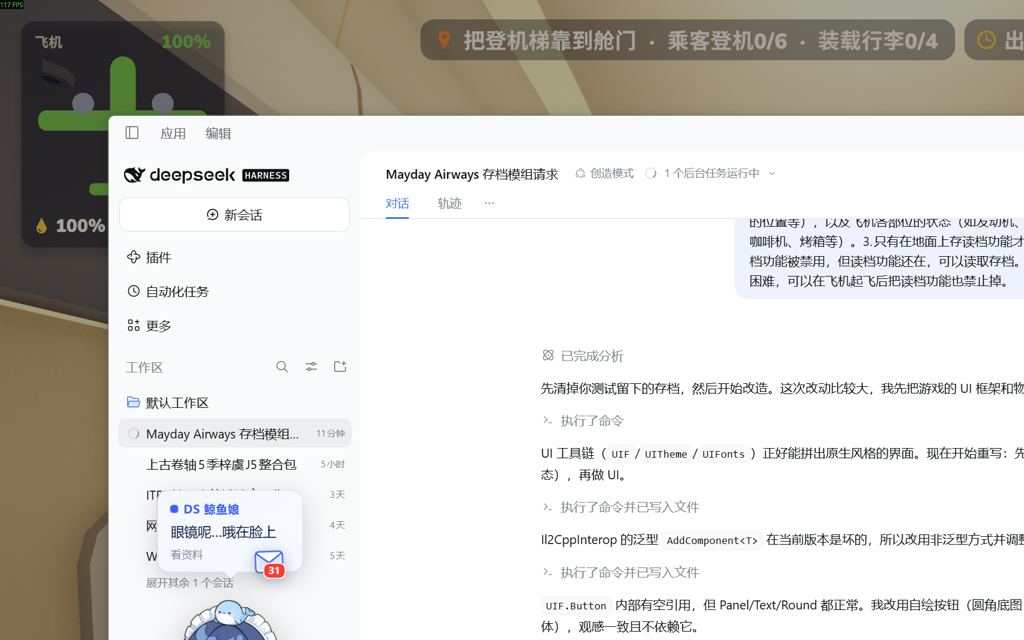 117 FPS
飞机 100%
把登机梯靠到舱门 · 乘客登机0/6 · 装载行李0/4
出
100%
应用 编辑
deepseek HARNESS
新会话
插件
自动化任务
更多
工作区
默认工作区
Mayday Airways 存档模组... 11分钟
上古卷轴5季梓虞J5整合包 5小时
3天
网 4天
W 5天
展开其余 1 个会话
DS 鲸鱼娘
眼镜呢...哦在脸上
看资料
31
Mayday Airways 存档模组请求 创造模式 1 个后台任务运行中
对话 轨迹 ...
的位置等），以及飞机各部位的状态（如发动机、
咖啡机、烤箱等）。3.只有在地面上存读档功能才
档功能被禁用，但读档功能还在，可以读取存档。
困难，可以在飞机起飞后把读档功能也禁止掉。
已完成分析
先清掉你测试留下的存档，然后开始改造。这次改动比较大，我先把游戏的 UI 框架和物
执行了命令
UI 工具链（ UIF / UITheme / UIFonts ）正好能拼出原生风格的界面。现在开始重写：先
态），再做 UI。
执行了命令并已写入文件
Il2CppInterop 的泛型 AddComponent<T> 在当前版本是坏的，所以改用非泛型方式并调整
执行了命令并已写入文件
UIF.Button 内部有空引用，但 Panel/Text/Round 都正常。我改用自绘按钮（圆角底图
体），观感一致且不依赖它。